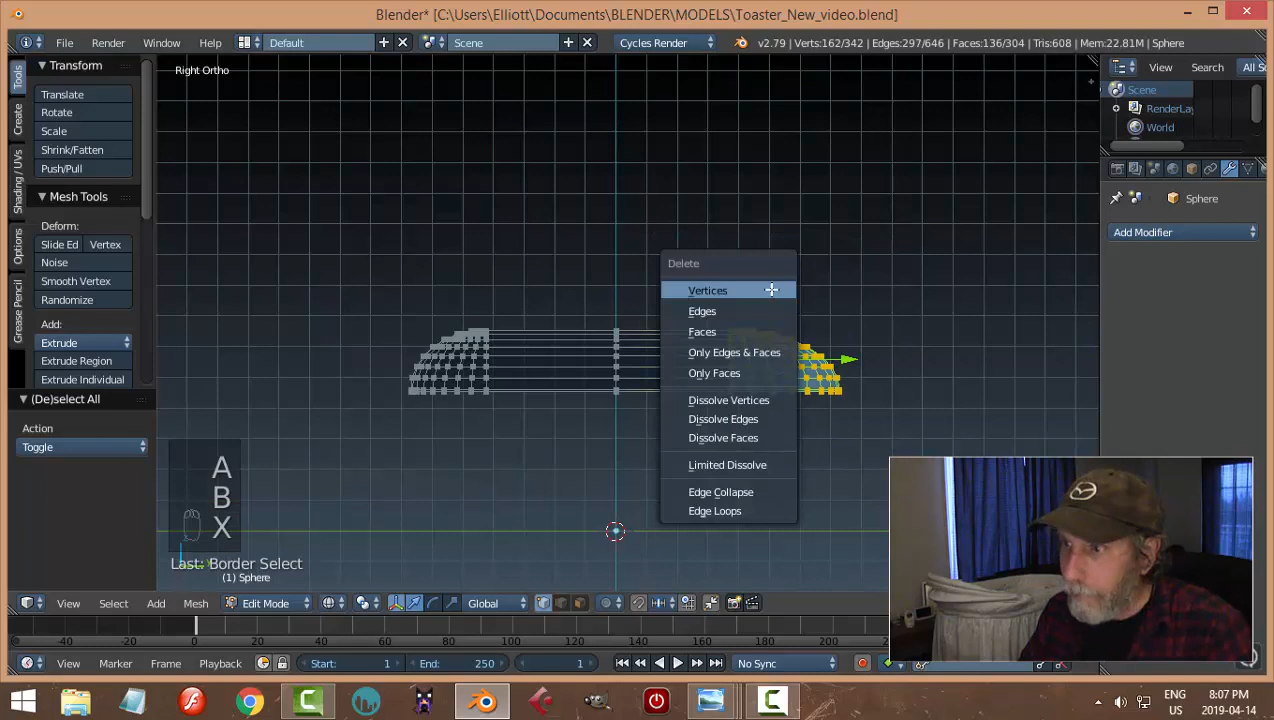 Blender* [C:\Users\Elliott\Documents\BLENDER\MODELS\Toaster_New_video.blend]
File Render Window Help Default Scene Cycles Render v2.79 | Verts:162/342 | Edges:297/646 | Faces:136/304 | Tris:608 | Mem:22.81M | Sphere
Tools
Create
Shading / UVs
Options
Grease Pencil
Transform
Translate
Rotate
Scale
Shrink/Fatten
Push/Pull
Mesh Tools
Deform:
Slide Ed Vertex
Noise
Smooth Vertex
Randomize
Add:
Extrude
Extrude Region
Extrude Individual
(De)select All
Action
Toggle
Right Ortho
Delete
Vertices
Edges
Faces
Only Edges & Faces
Only Faces
Dissolve Vertices
Dissolve Edges
Dissolve Faces
Limited Dissolve
Edge Collapse
Edge Loops
A
B
X
Last: Border Select
(1) Sphere
View Search All S
Scene
RenderLay
World
Sphere
Add Modifier
View Select Add Mesh Edit Mode Global
-40 -20 0 20 40 60 80 100 120 140 160 180 200
View Marker Frame Playback Start: 1 End: 250 1 No Sync
ENG 8:07 PM
US 2019-04-14